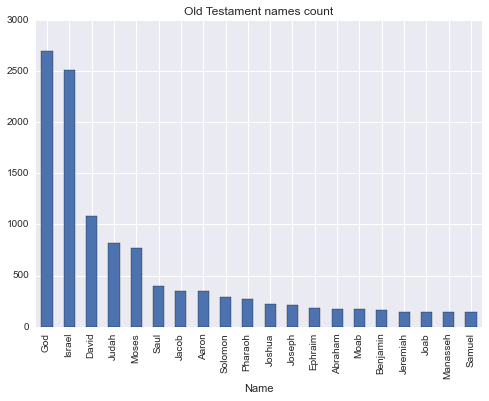 Old Testament names count
3000
2500
2000
1500
1000
500
0
God
Israel
David
Judah
Moses
Saul
Jacob
Aaron
Solomon
Pharaoh
Joshua
Joseph
Ephraim
Abraham
Moab
Benjamin
Jeremiah
Joab
Manasseh
Samuel
Name